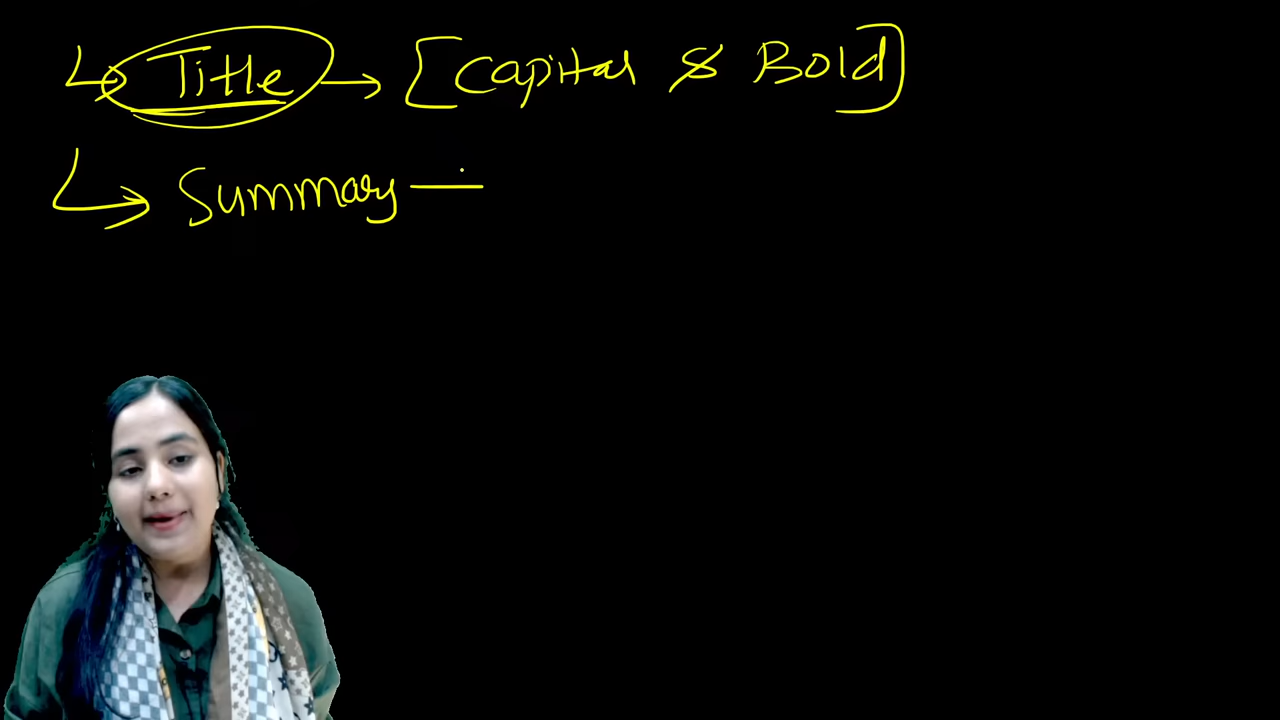 ↳ Title → [Capital & Bold]
↳ Summary —